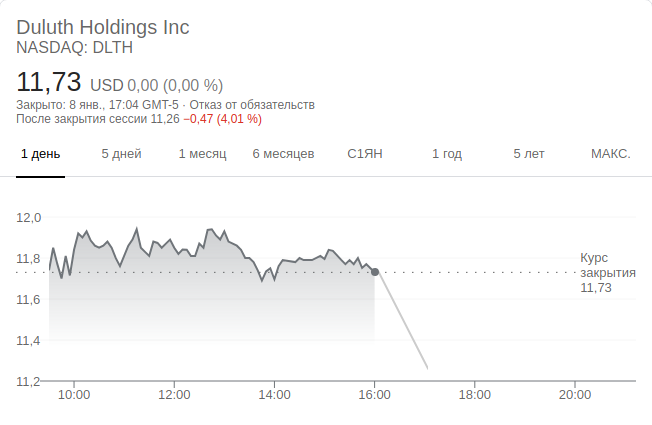 Duluth Holdings Inc
NASDAQ: DLTH
11,73 USD 0,00 (0,00 %)
Закрыто: 8 янв., 17:04 GMT-5 · Отказ от обязательств
После закрытия сессии 11,26 −0,47 (4,01 %)
1 день 5 дней 1 месяц 6 месяцев С1ЯН 1 год 5 лет МАКС.
12,0
11,8
Курс
закрытия
11,73
11,6
11,4
11,2
10:00 12:00 14:00 16:00 18:00 20:00